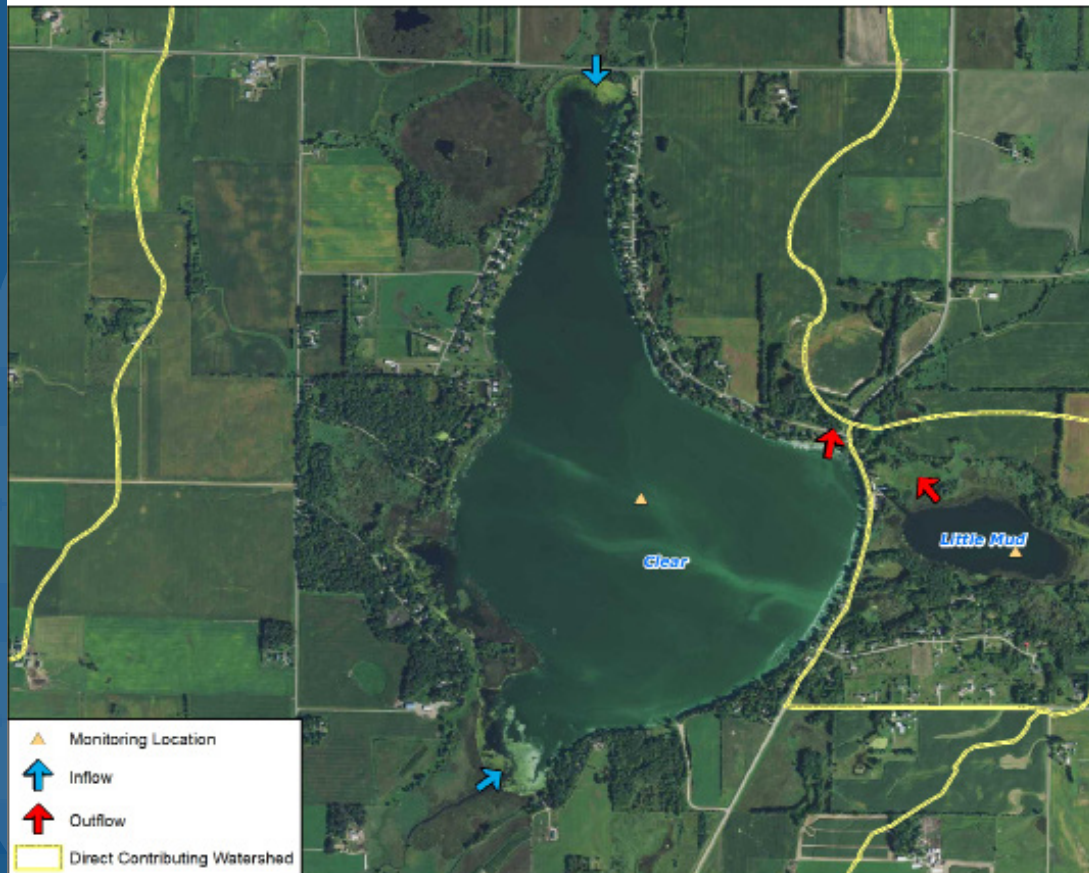 Clear
Little Mud
Monitoring Location
Inflow
Outflow
Direct Contributing Watershed